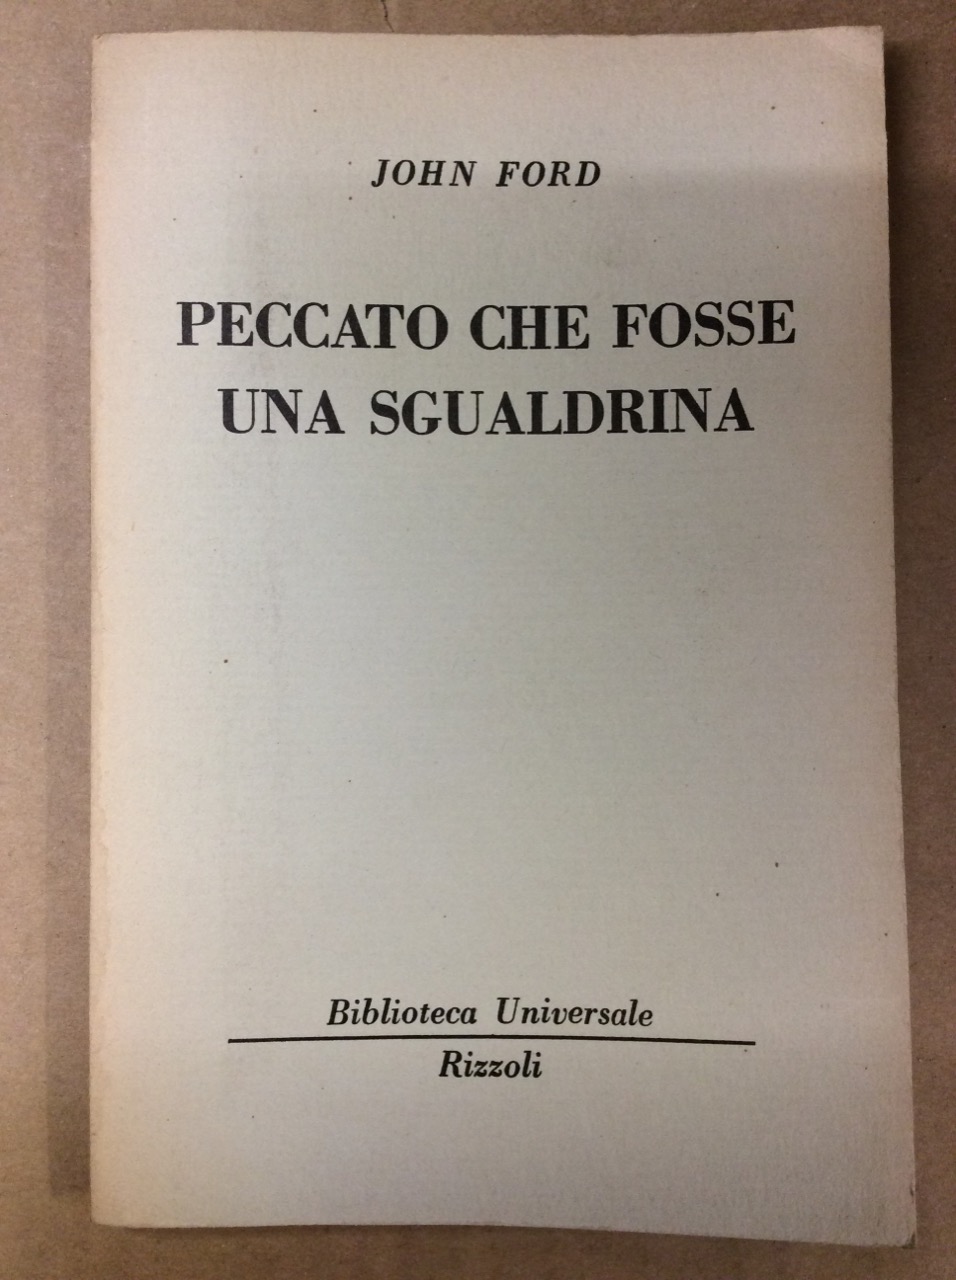 JOHN FORD
PECCATO CHE FOSSE
UNA SGUALDRINA
Biblioteca Universale
Rizzoli